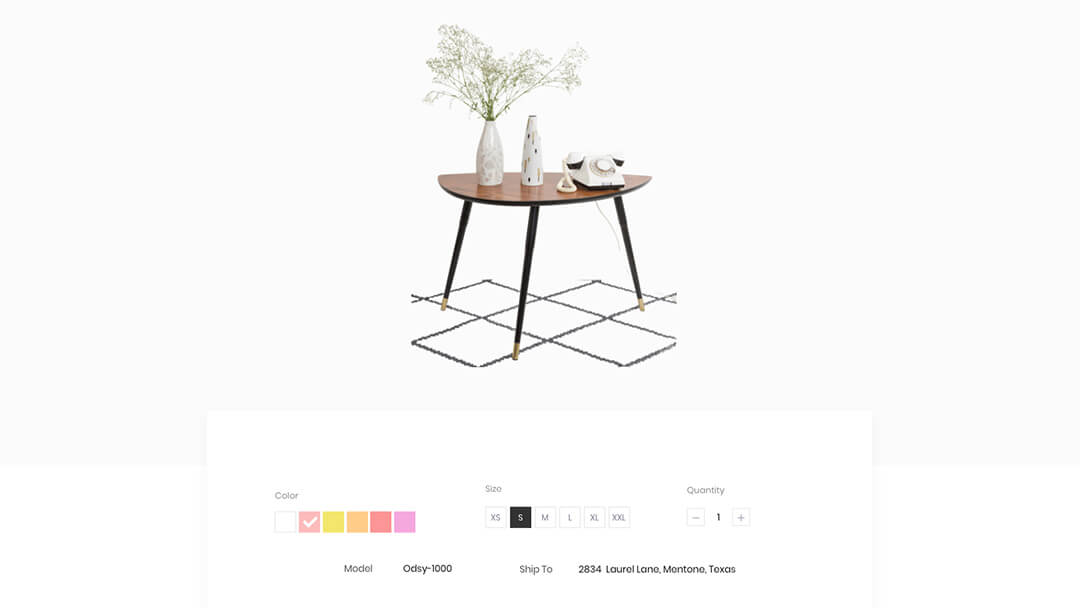 Color
Size
Quantity
XS S M L XL XXL
− 1 +
Model Odsy-1000 Ship To 2834 Laurel Lane, Mentone, Texas